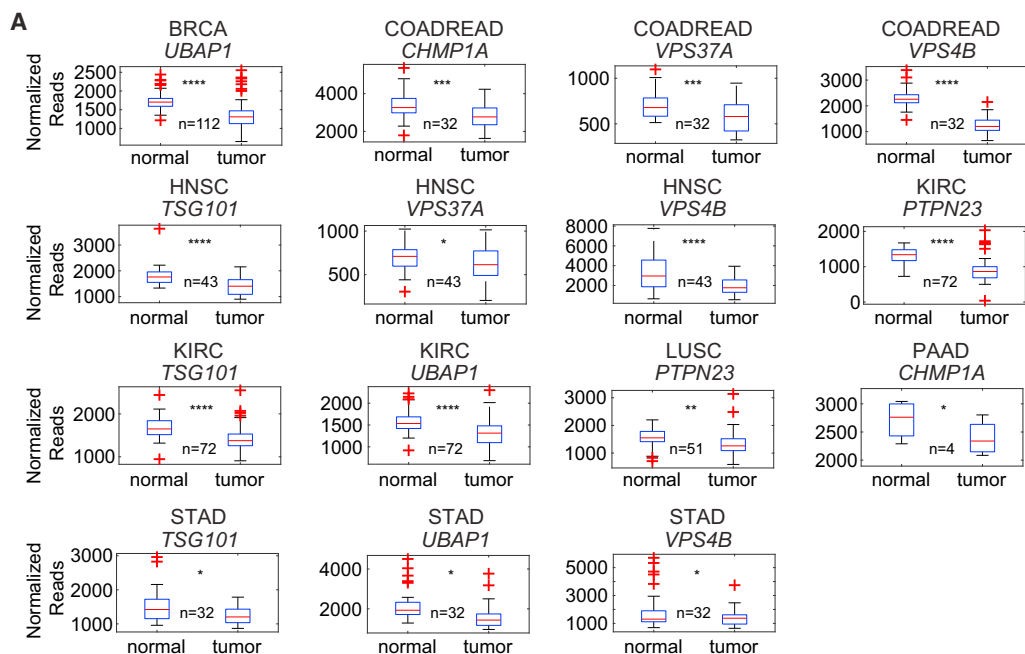 A
BRCA
UBAP1
Normalized
Reads
2500
2000
1500
1000
****
n=112
normal tumor
COADREAD
CHMP1A
4000
2000
***
n=32
normal tumor
COADREAD
VPS37A
1000
500
***
n=32
normal tumor
COADREAD
VPS4B
3000
2000
1000
****
n=32
normal tumor
HNSC
TSG101
Normalized
Reads
3000
2000
1000
****
n=43
normal tumor
HNSC
VPS37A
1000
500
*
n=43
normal tumor
HNSC
VPS4B
8000
6000
4000
2000
0
****
n=43
normal tumor
KIRC
PTPN23
2000
1000
0
****
n=72
normal tumor
KIRC
TSG101
Normalized
Reads
2000
1000
****
n=72
normal tumor
KIRC
UBAP1
2000
1500
1000
****
n=72
normal tumor
LUSC
PTPN23
3000
2000
1000
**
n=51
normal tumor
PAAD
CHMP1A
3000
2500
2000
*
n=4
normal tumor
STAD
TSG101
Normalized
Reads
3000
2000
1000
*
n=32
normal tumor
STAD
UBAP1
4000
2000
*
n=32
normal tumor
STAD
VPS4B
5000
3000
1000
*
n=32
normal tumor